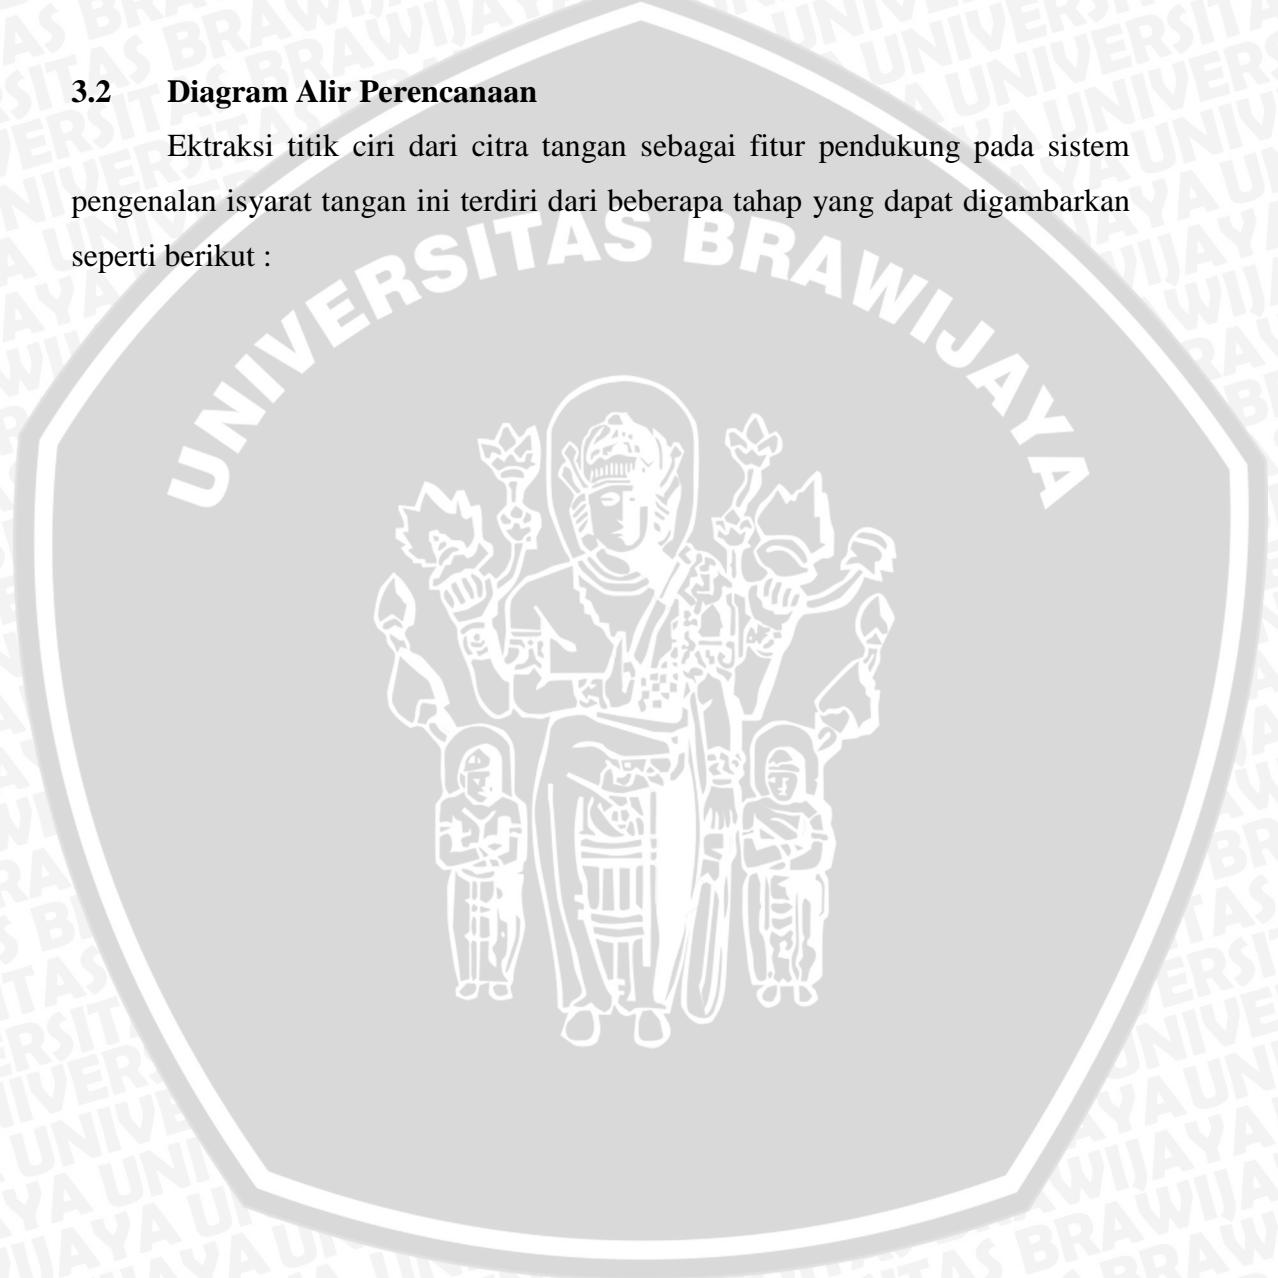 3.2 Diagram Alir Perencanaan
Ektraksi titik ciri dari citra tangan sebagai fitur pendukung pada sistem
pengenalan isyarat tangan ini terdiri dari beberapa tahap yang dapat digambarkan
seperti berikut :
UNIVERSITAS BRAWIJAYA